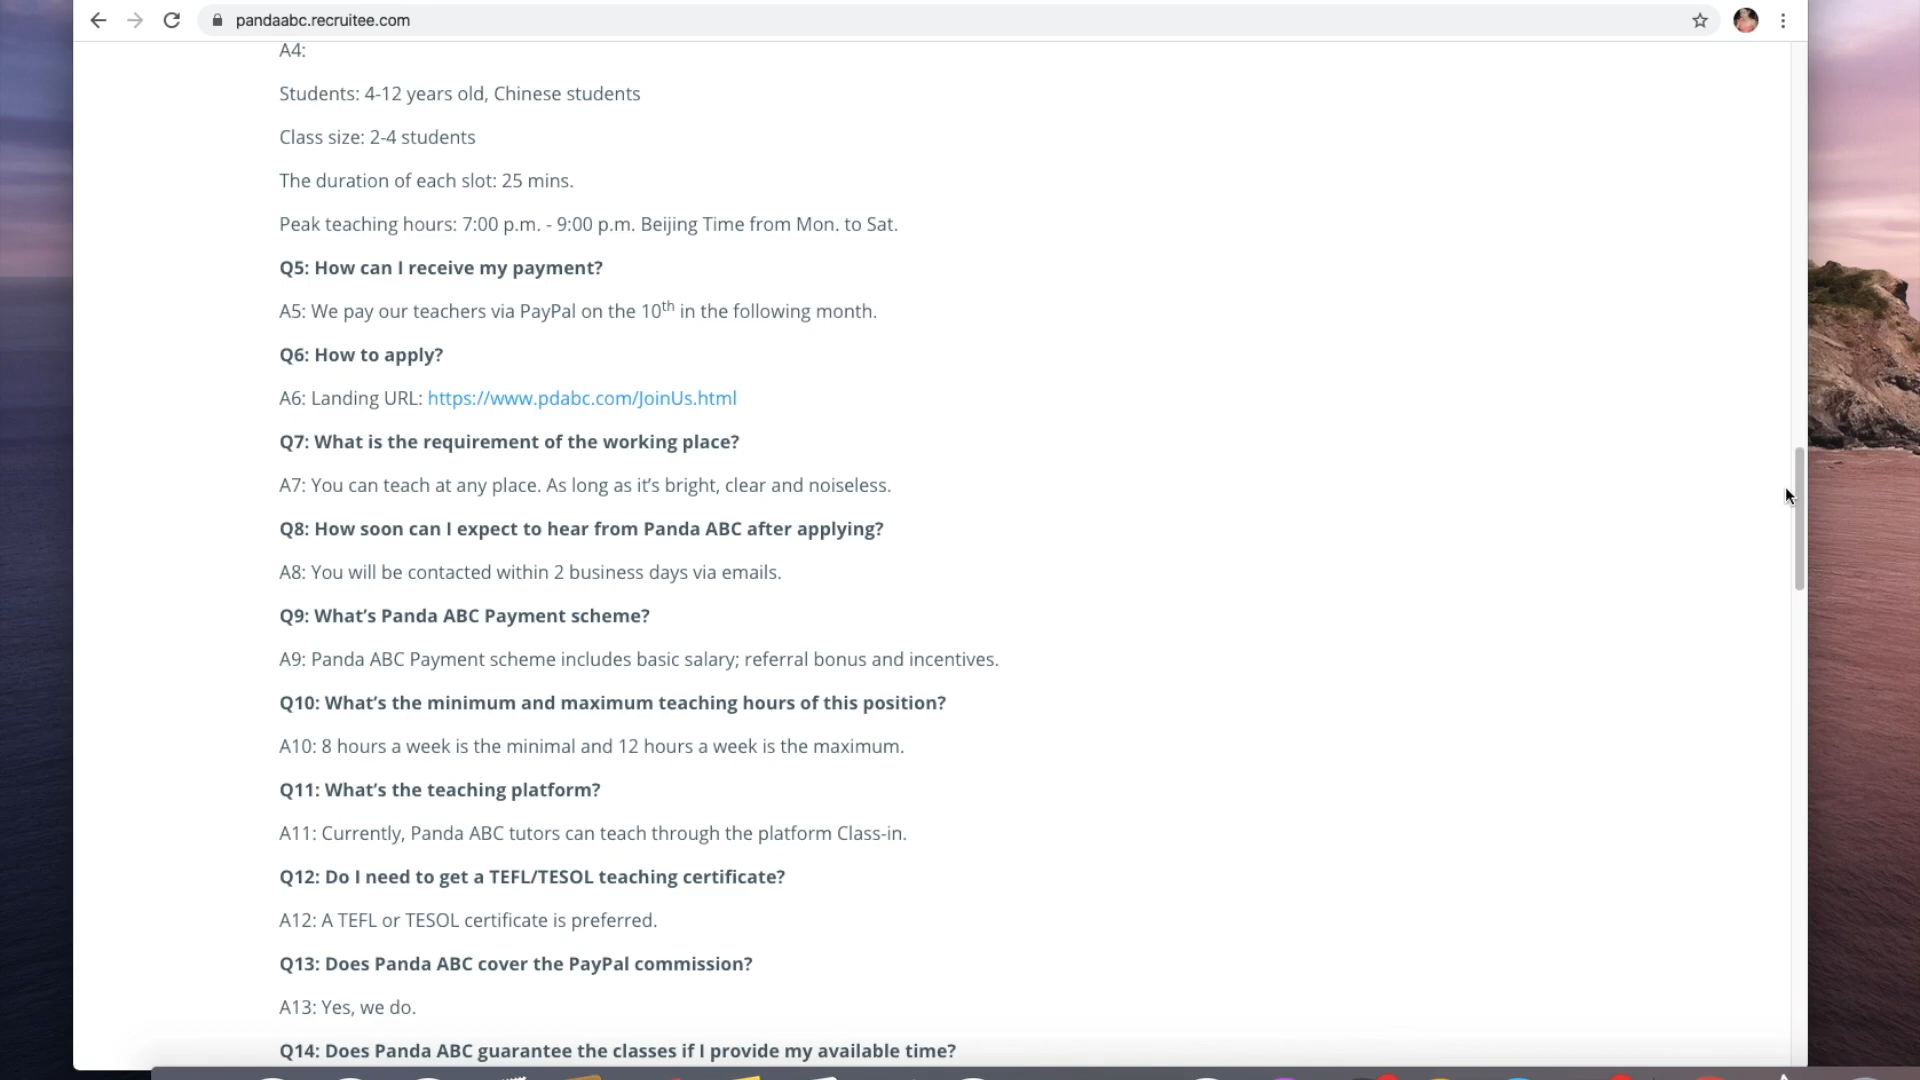 pandaabc.recruitee.com
A4:
Students: 4-12 years old, Chinese students
Class size: 2-4 students
The duration of each slot: 25 mins.
Peak teaching hours: 7:00 p.m. - 9:00 p.m. Beijing Time from Mon. to Sat.
Q5: How can I receive my payment?
A5: We pay our teachers via PayPal on the 10th in the following month.
Q6: How to apply?
A6: Landing URL: https://www.pdabc.com/JoinUs.html
Q7: What is the requirement of the working place?
A7: You can teach at any place. As long as it’s bright, clear and noiseless.
Q8: How soon can I expect to hear from Panda ABC after applying?
A8: You will be contacted within 2 business days via emails.
Q9: What’s Panda ABC Payment scheme?
A9: Panda ABC Payment scheme includes basic salary; referral bonus and incentives.
Q10: What’s the minimum and maximum teaching hours of this position?
A10: 8 hours a week is the minimal and 12 hours a week is the maximum.
Q11: What’s the teaching platform?
A11: Currently, Panda ABC tutors can teach through the platform Class-in.
Q12: Do I need to get a TEFL/TESOL teaching certificate?
A12: A TEFL or TESOL certificate is preferred.
Q13: Does Panda ABC cover the PayPal commission?
A13: Yes, we do.
Q14: Does Panda ABC guarantee the classes if I provide my available time?